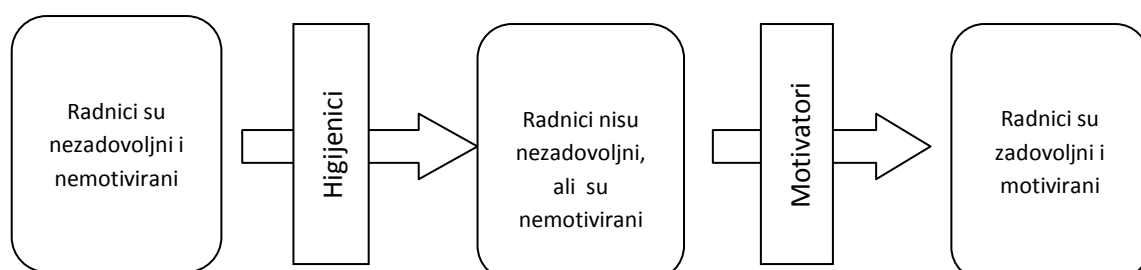 Radnici su
nezadovoljni i
nemotivirani
Higijenici
Radnici nisu
nezadovoljni,
ali su
nemotivirani
Motivatori
Radnici su
zadovoljni i
motivirani